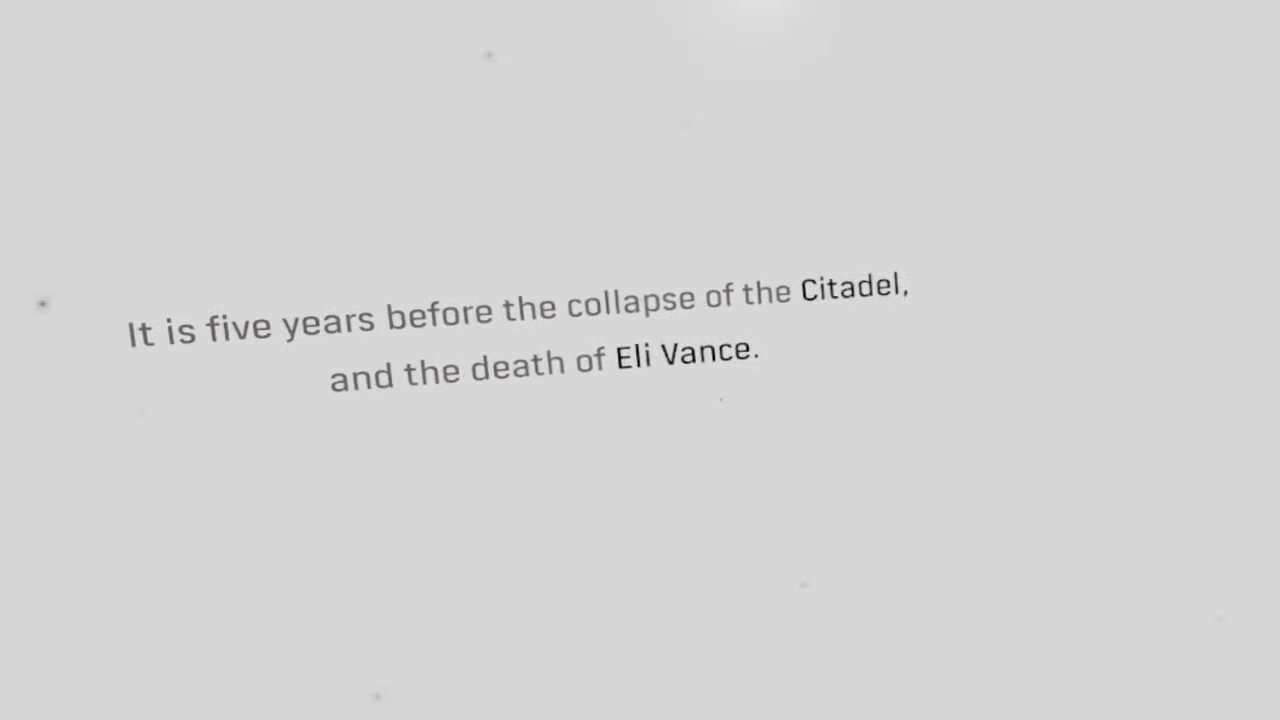 It is five years before the collapse of the Citadel,
and the death of Eli Vance.